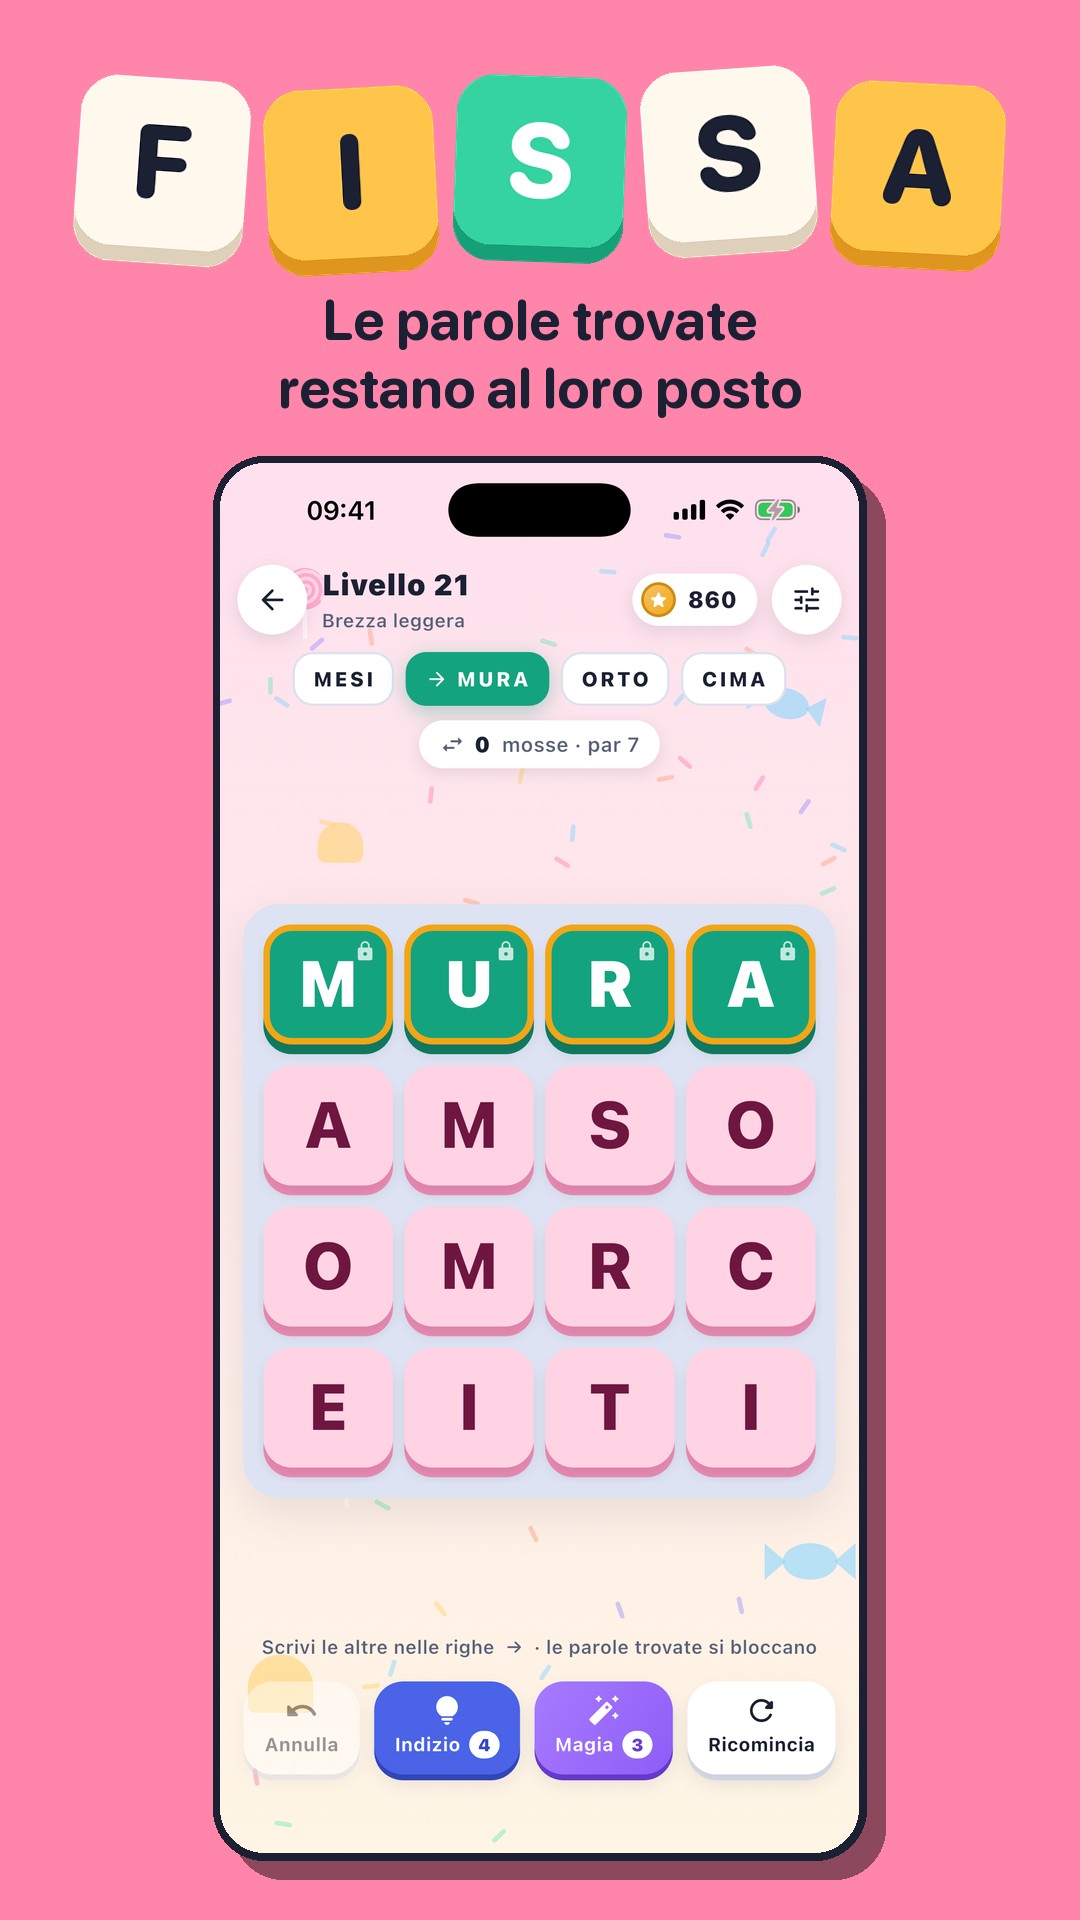 FISSA
Le parole trovate
restano al loro posto
09:41
Livello 21
Brezza leggera
860
MESI → MURA ORTO CIMA
0 mosse · par 7
M U R A
A M S O
O M R C
E I T I
Scrivi le altre nelle righe → · le parole trovate si bloccano
Annulla
Indizio 4
Magia 3
Ricomincia